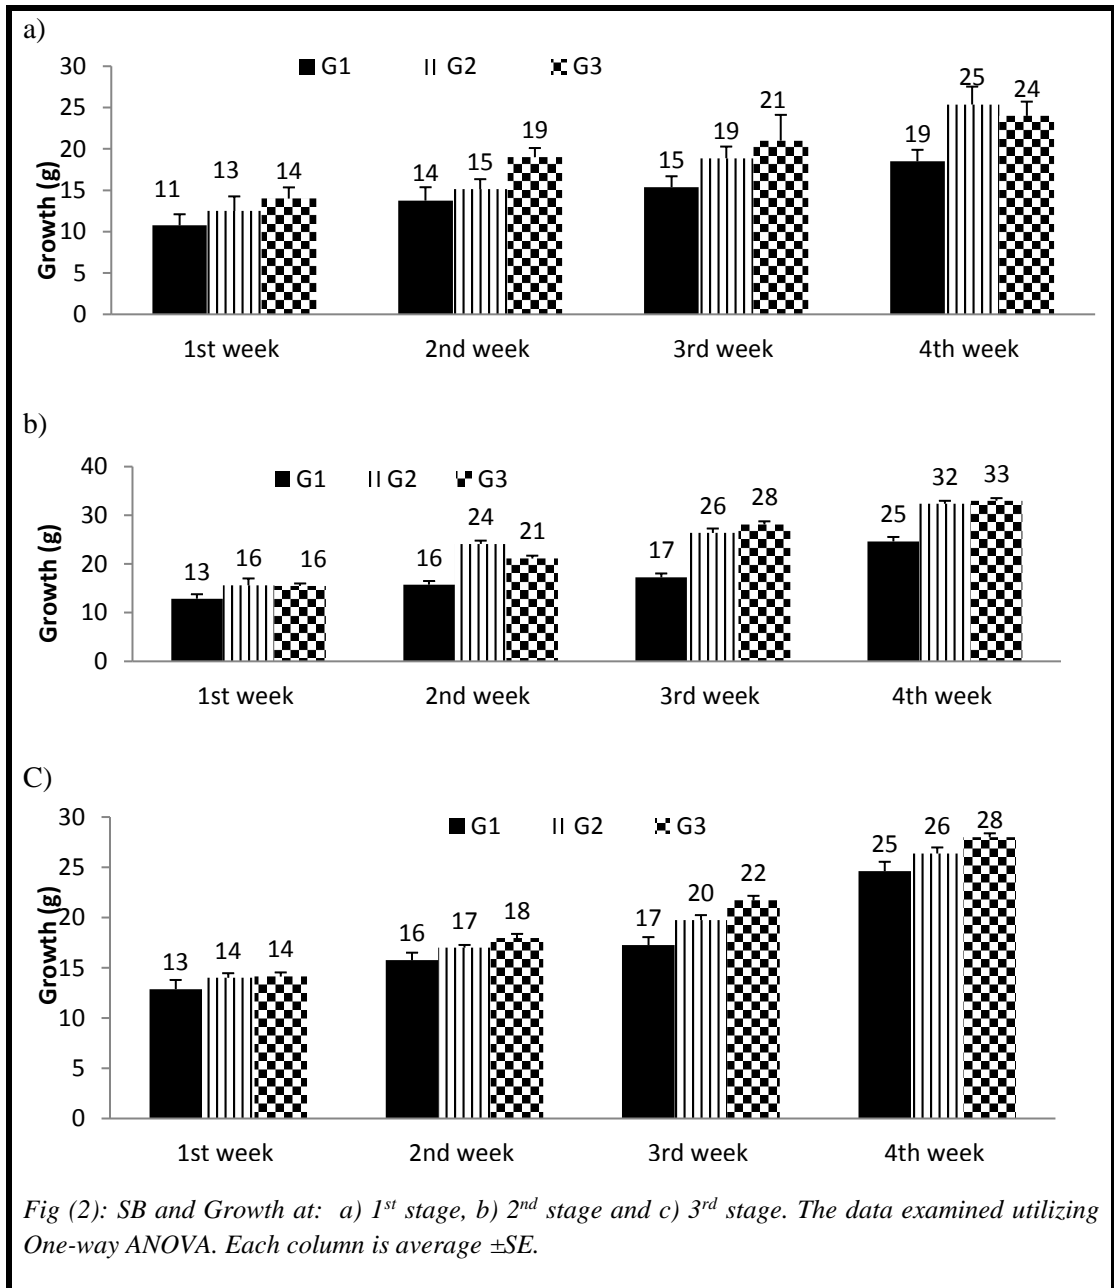 a)
G1 G2 G3
30
25
20
15
10
5
0
Growth (g)
11 13 14 14 15 19 15 19 21 19 25 24
1st week 2nd week 3rd week 4th week
b)
G1 G2 G3
40
30
20
10
0
Growth (g)
13 16 16 16 24 21 17 26 28 25 32 33
1st week 2nd week 3rd week 4th week
C)
G1 G2 G3
30
25
20
15
10
5
0
Growth (g)
13 14 14 16 17 18 17 20 22 25 26 28
1st week 2nd week 3rd week 4th week
Fig (2): SB and Growth at: a) 1st stage, b) 2nd stage and c) 3rd stage. The data examined utilizing
One-way ANOVA. Each column is average ±SE.